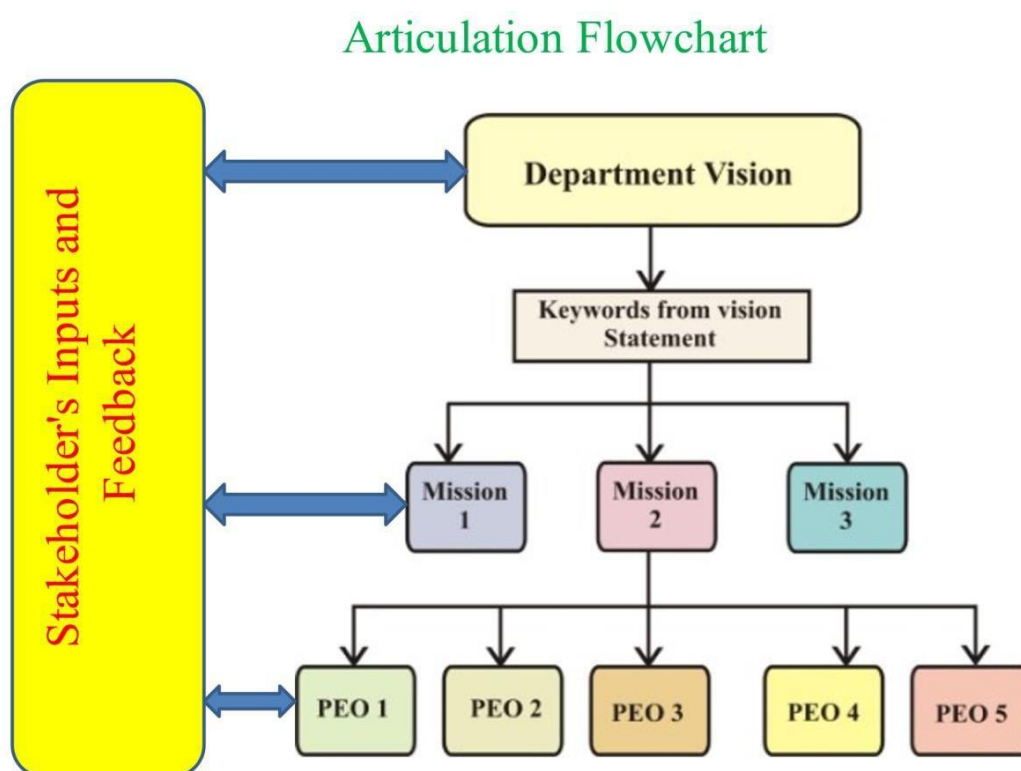 Articulation Flowchart
Stakeholder's Inputs and
Feedback
Department Vision
Keywords from vision
Statement
Mission
1
Mission
2
Mission
3
PEO 1
PEO 2
PEO 3
PEO 4
PEO 5